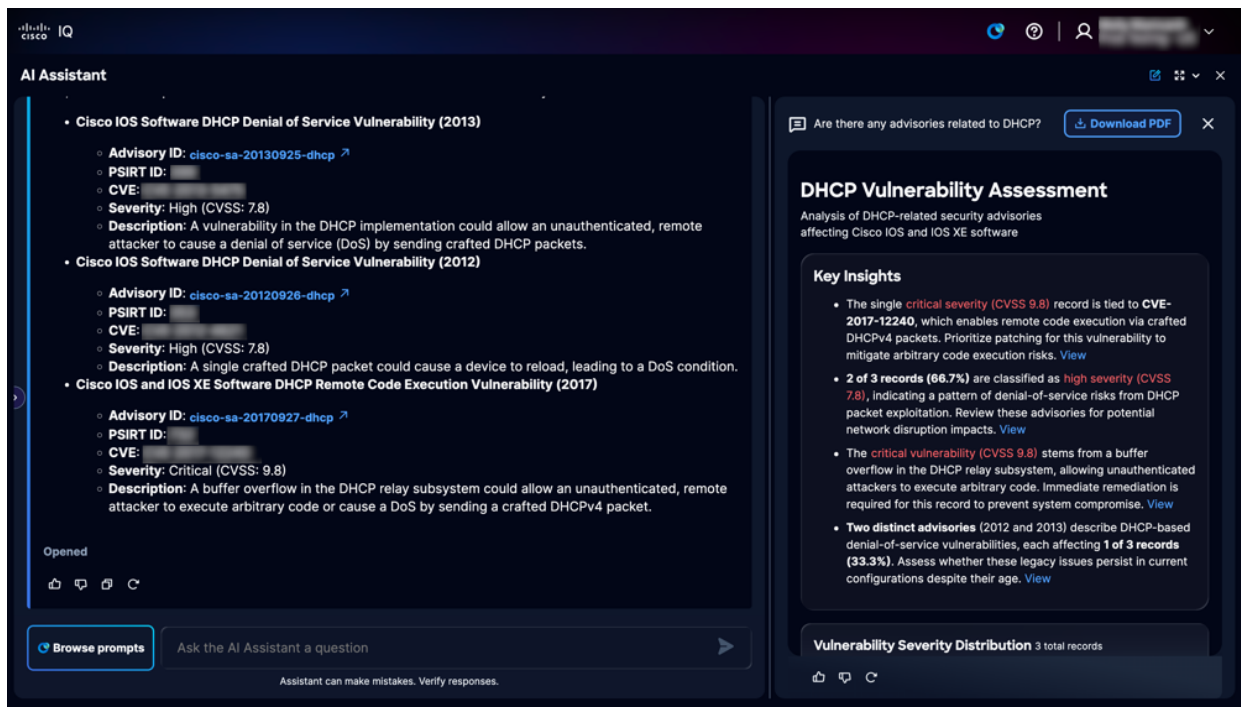 cisco IQ
AI Assistant
• Cisco IOS Software DHCP Denial of Service Vulnerability (2013)
◦ Advisory ID: cisco-sa-20130925-dhcp ↗
◦ PSIRT ID:
◦ CVE:
◦ Severity: High (CVSS: 7.8)
◦ Description: A vulnerability in the DHCP implementation could allow an unauthenticated, remote
attacker to cause a denial of service (DoS) by sending crafted DHCP packets.
• Cisco IOS Software DHCP Denial of Service Vulnerability (2012)
◦ Advisory ID: cisco-sa-20120926-dhcp ↗
◦ PSIRT ID:
◦ CVE:
◦ Severity: High (CVSS: 7.8)
◦ Description: A single crafted DHCP packet could cause a device to reload, leading to a DoS condition.
• Cisco IOS and IOS XE Software DHCP Remote Code Execution Vulnerability (2017)
◦ Advisory ID: cisco-sa-20170927-dhcp ↗
◦ PSIRT ID:
◦ CVE:
◦ Severity: Critical (CVSS: 9.8)
◦ Description: A buffer overflow in the DHCP relay subsystem could allow an unauthenticated, remote
attacker to execute arbitrary code or cause a DoS by sending a crafted DHCPv4 packet.
Opened
Browse prompts
Ask the AI Assistant a question
Assistant can make mistakes. Verify responses.
Are there any advisories related to DHCP?
Download PDF
DHCP Vulnerability Assessment
Analysis of DHCP-related security advisories
affecting Cisco IOS and IOS XE software
Key Insights
• The single critical severity (CVSS 9.8) record is tied to CVE-
2017-12240, which enables remote code execution via crafted
DHCPv4 packets. Prioritize patching for this vulnerability to
mitigate arbitrary code execution risks. View
• 2 of 3 records (66.7%) are classified as high severity (CVSS
7.8), indicating a pattern of denial-of-service risks from DHCP
packet exploitation. Review these advisories for potential
network disruption impacts. View
• The critical vulnerability (CVSS 9.8) stems from a buffer
overflow in the DHCP relay subsystem, allowing unauthenticated
attackers to execute arbitrary code. Immediate remediation is
required for this record to prevent system compromise. View
• Two distinct advisories (2012 and 2013) describe DHCP-based
denial-of-service vulnerabilities, each affecting 1 of 3 records
(33.3%). Assess whether these legacy issues persist in current
configurations despite their age. View
Vulnerability Severity Distribution 3 total records